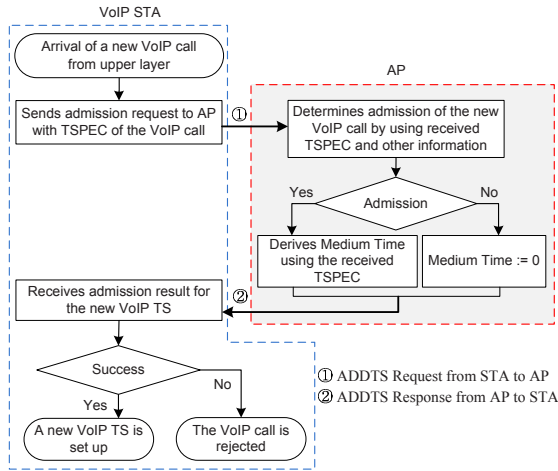 VoIP STA
Arrival of a new VoIP call
from upper layer
Sends admission request to AP
with TSPEC of the VoIP call
①
AP
Determines admission of the new
VoIP call by using received
TSPEC and other information
Yes
No
Admission
Derives Medium Time
using the received
TSPEC
Medium Time := 0
Receives admission result for
the new VoIP TS
②
Success
No
Yes
A new VoIP TS is
set up
The VoIP call is
rejected
① ADDTS Request from STA to AP
② ADDTS Response from AP to STA